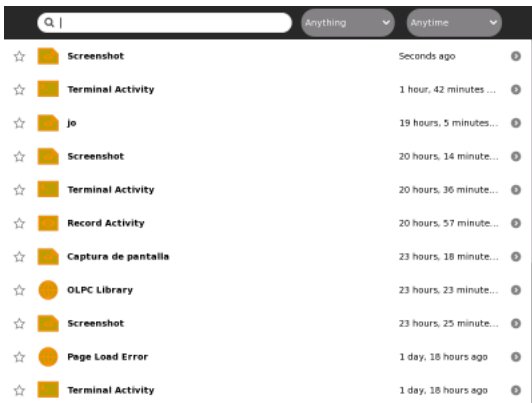 Anything Anytime
Screenshot Seconds ago
Terminal Activity 1 hour, 42 minutes ...
jo 19 hours, 5 minutes...
Screenshot 20 hours, 14 minute...
Terminal Activity 20 hours, 36 minute...
Record Activity 20 hours, 57 minute...
Captura de pantalla 23 hours, 18 minute...
OLPC Library 23 hours, 23 minute...
Screenshot 23 hours, 25 minute...
Page Load Error 1 day, 18 hours ago
Terminal Activity 1 day, 18 hours ago